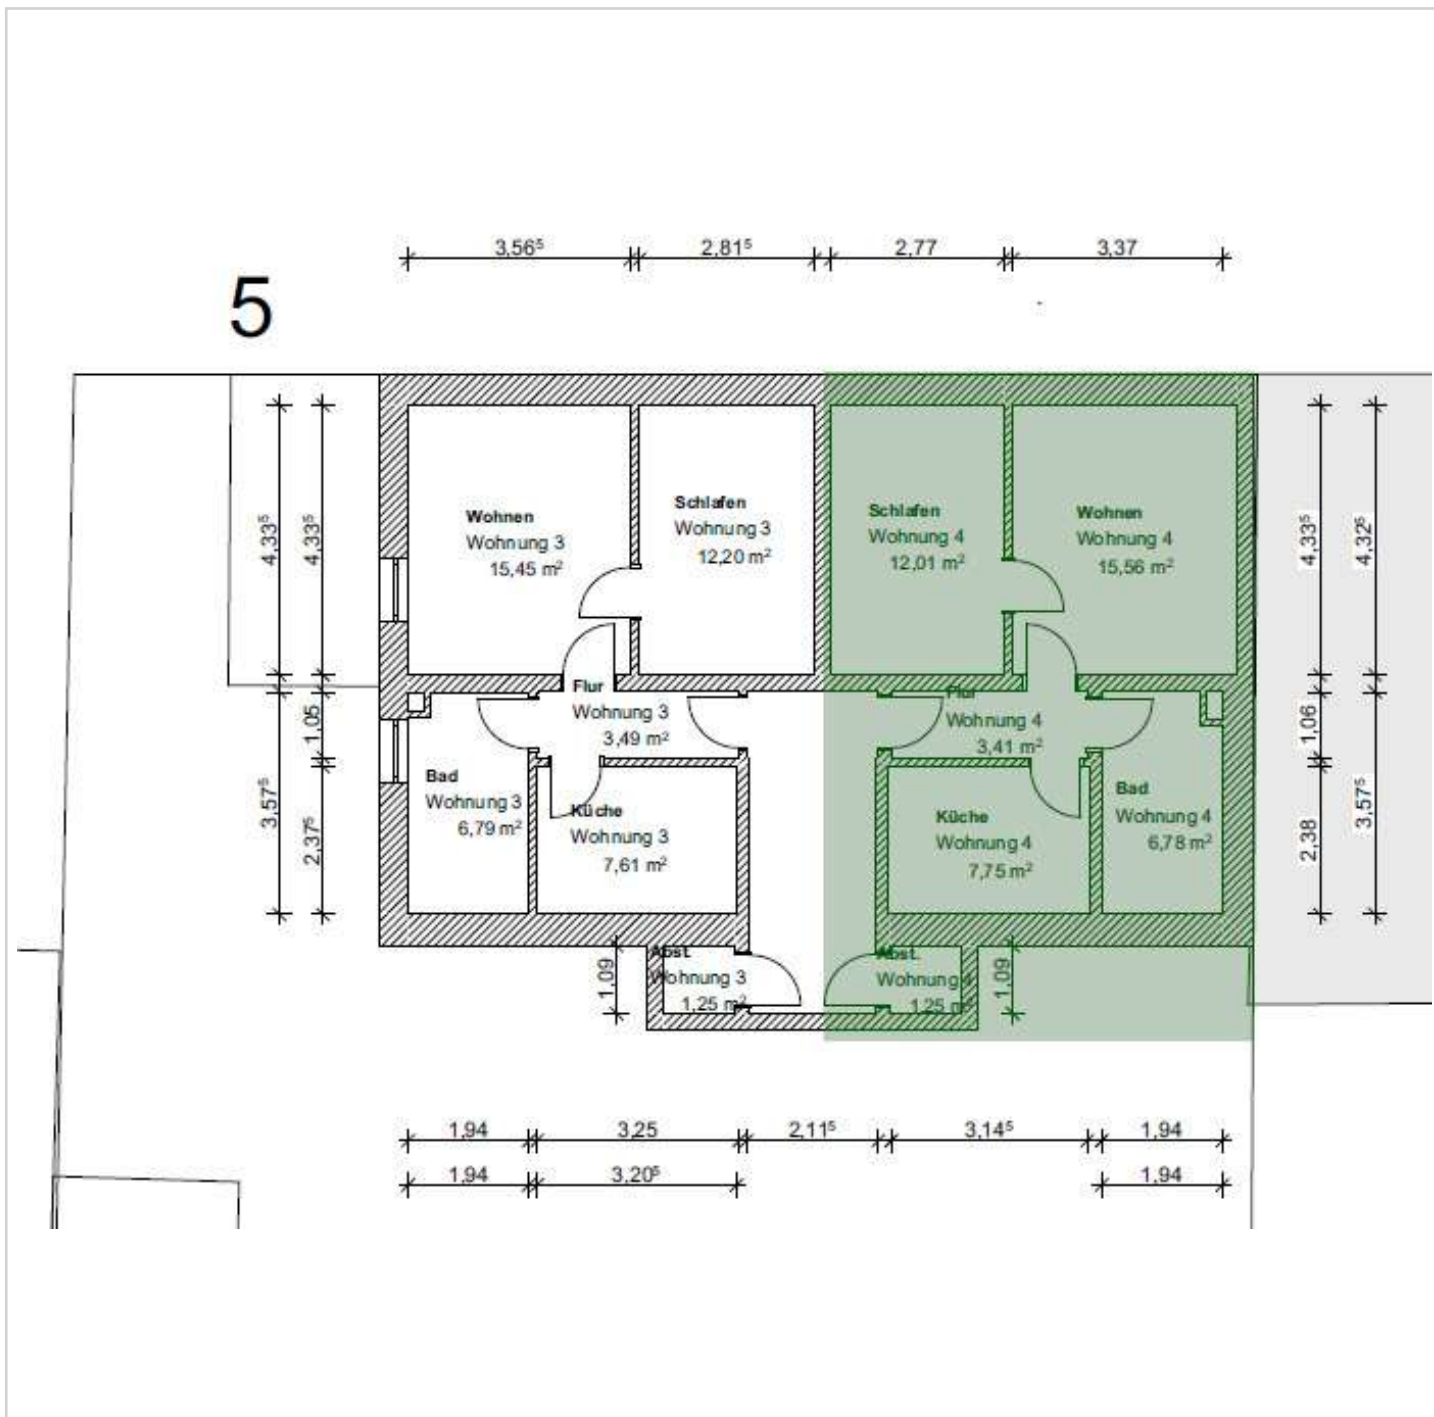 3,56⁵ 2,81⁵ 2,77 3,37
5
4,33⁵ 4,33⁵
4,33⁵ 4,32⁵
Wohnen
Wohnung 3
15,45 m²
Schlafen
Wohnung 3
12,20 m²
Schlafen
Wohnung 4
12,01 m²
Wohnen
Wohnung 4
15,56 m²
Flur
Wohnung 3
3,49 m²
Flur
Wohnung 4
3,41 m²
1,05
3,57⁵
2,37⁵
Bad
Wohnung 3
6,79 m²
Küche
Wohnung 3
7,61 m²
Küche
Wohnung 4
7,75 m²
Bad
Wohnung 4
6,78 m²
1,06
2,38
3,57⁵
1,09
Abst.
Wohnung 3
1,25 m²
Abst.
Wohnung 4
1,25 m²
1,09
1,94 3,25 2,11⁵ 3,14⁵ 1,94
1,94 3,20⁵ 1,94